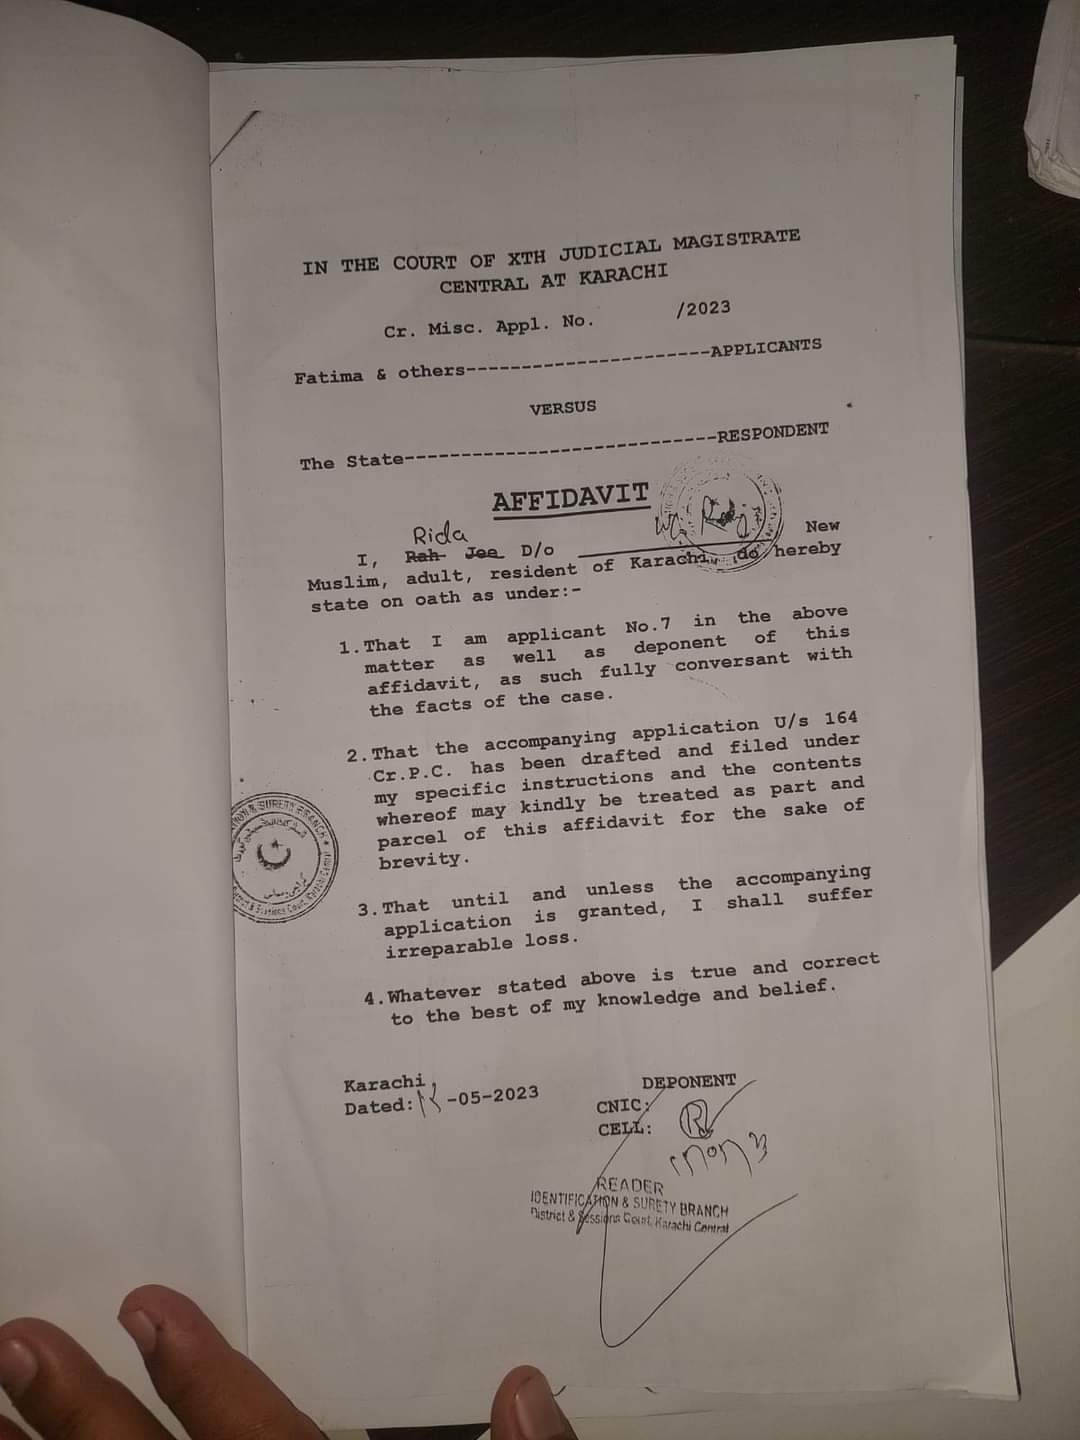 IN THE COURT OF XTH JUDICIAL MAGISTRATE
CENTRAL AT KARACHI
Cr. Misc. Appl. No. /2023
Fatima & others-----------------------APPLICANTS
VERSUS
The State-----------------------------RESPONDENT
AFFIDAVIT
Rida
I, Rah Jee D/o ____________ New
Muslim, adult, resident of Karachi, do hereby
state on oath as under:-
1. That I am applicant No.7 in the above
matter as well as deponent of this
affidavit, as such fully conversant with
the facts of the case.
2. That the accompanying application U/s 164
Cr.P.C. has been drafted and filed under
my specific instructions and the contents
whereof may kindly be treated as part and
parcel of this affidavit for the sake of
brevity.
3. That until and unless the accompanying
application is granted, I shall suffer
irreparable loss.
4. Whatever stated above is true and correct
to the best of my knowledge and belief.
Karachi,
Dated: -05-2023
DEPONENT
CNIC:
CELL:
R
READER
IDENTIFICATION & SURETY BRANCH
District & Sessions Court, Karachi Central
& SURETY BRANCH
& Sessions Court, Karachi